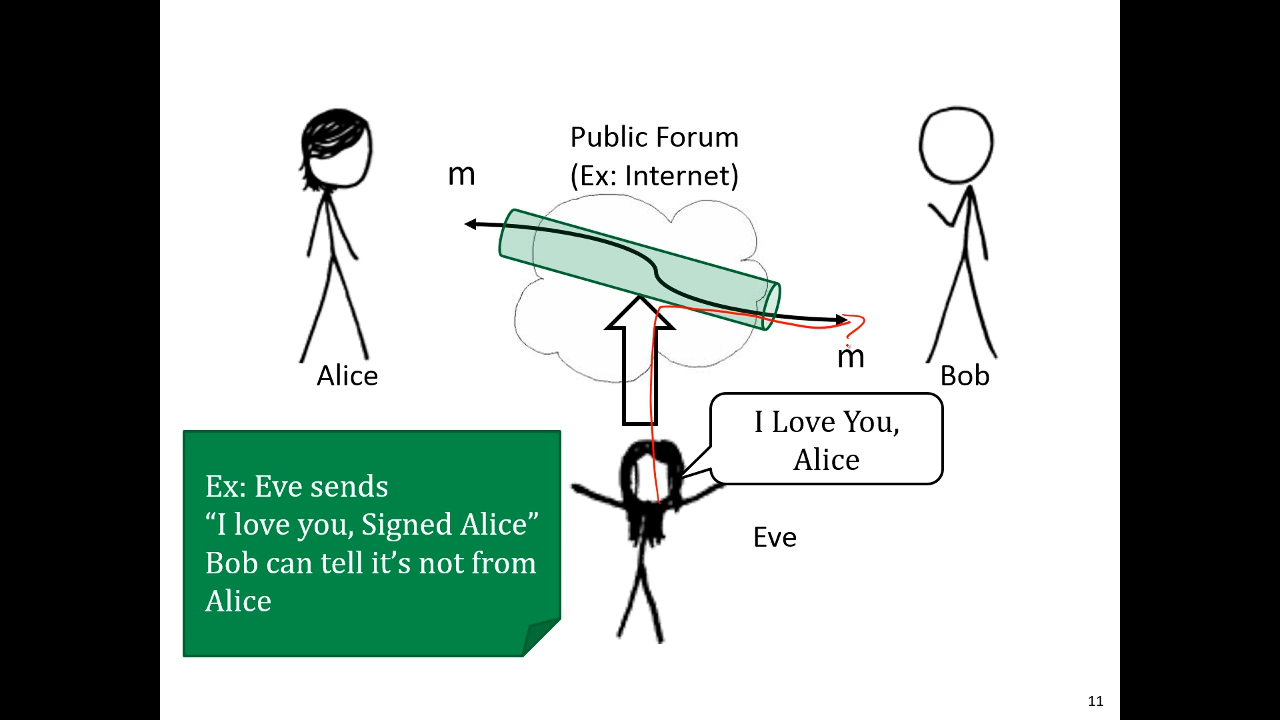 Public Forum
(Ex: Internet)
m
m
Alice
Bob
I Love You,
Alice
Ex: Eve sends
“I love you, Signed Alice”
Bob can tell it’s not from
Alice
Eve
11